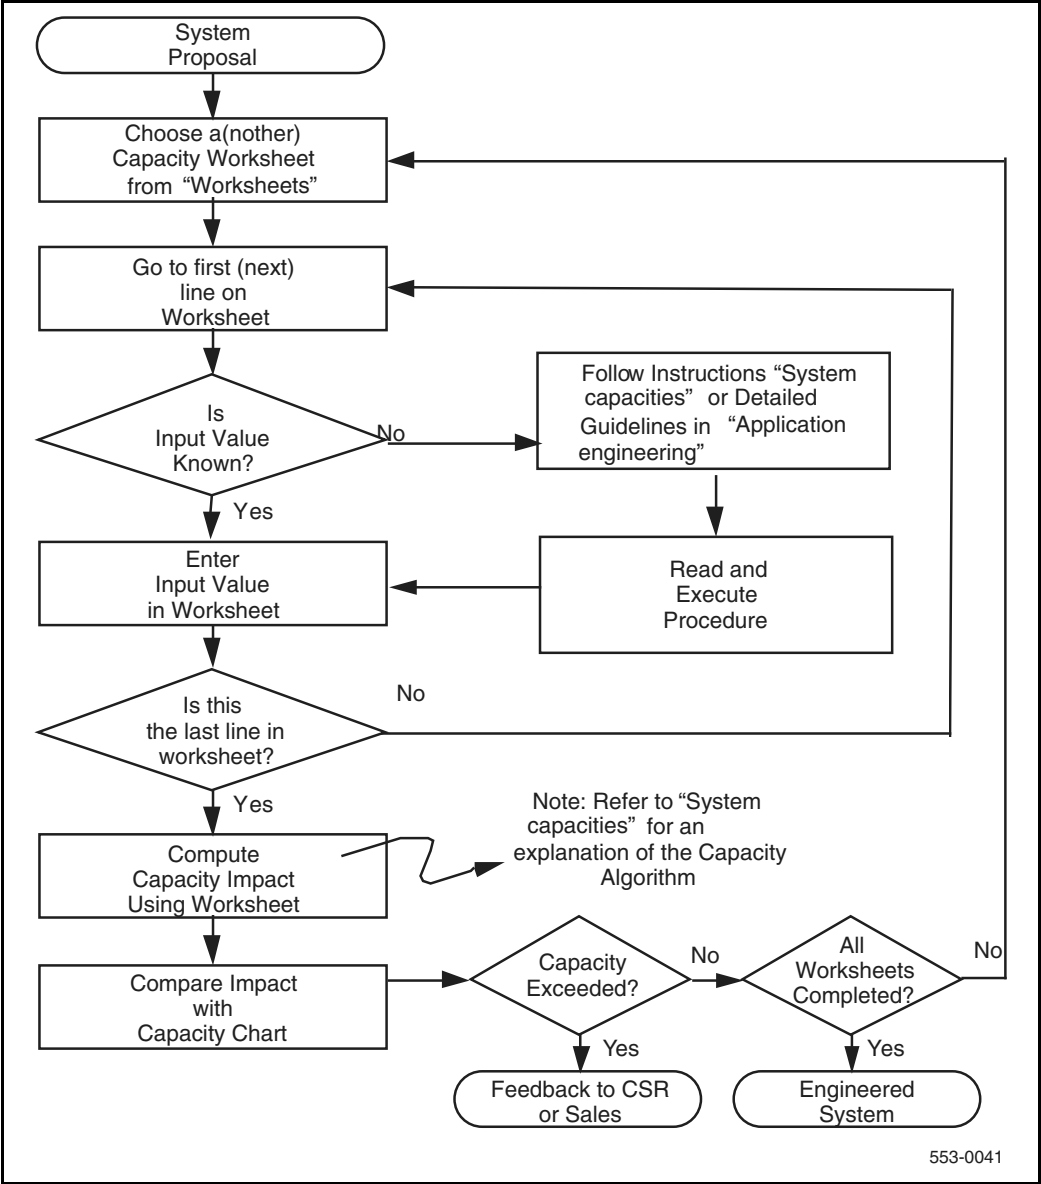 System
Proposal
Choose a(nother)
Capacity Worksheet
from “Worksheets”
Go to first (next)
line on
Worksheet
Is
Input Value
Known?
No
Follow Instructions “System
capacities” or Detailed
Guidelines in “Application
engineering”
Yes
Enter
Input Value
in Worksheet
Read and
Execute
Procedure
Is this
the last line in
worksheet?
No
Yes
Compute
Capacity Impact
Using Worksheet
Note: Refer to “System
capacities” for an
explanation of the Capacity
Algorithm
Compare Impact
with
Capacity Chart
Capacity
Exceeded?
No
All
Worksheets
Completed?
No
Yes
Yes
Feedback to CSR
or Sales
Engineered
System
553-0041